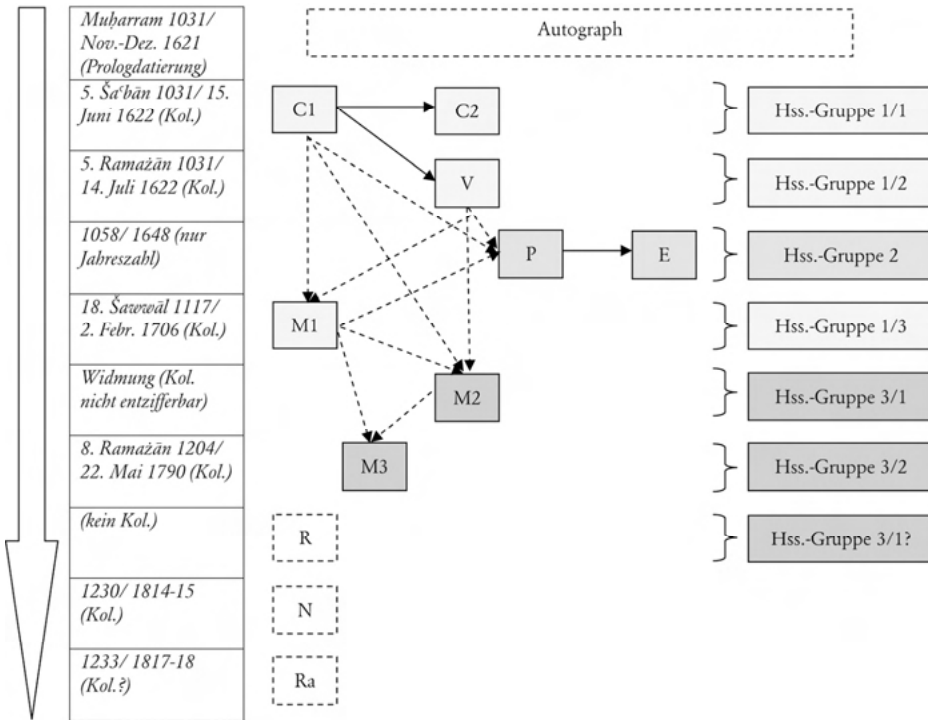 Muḥarram 1031/
Nov.-Dez. 1621
(Prologdatierung)
Autograph
5. Šaʿbān 1031/ 15.
Juni 1622 (Kol.)
C1
C2
Hss.-Gruppe 1/1
5. Ramażān 1031/
14. Juli 1622 (Kol.)
V
Hss.-Gruppe 1/2
1058/ 1648 (nur
Jahreszahl)
P
E
Hss.-Gruppe 2
18. Šawwāl 1117/
2. Febr. 1706 (Kol.)
M1
Hss.-Gruppe 1/3
Widmung (Kol.
nicht entzifferbar)
M2
Hss.-Gruppe 3/1
8. Ramażān 1204/
22. Mai 1790 (Kol.)
M3
Hss.-Gruppe 3/2
(kein Kol.)
R
Hss.-Gruppe 3/1?
1230/ 1814-15
(Kol.)
N
1233/ 1817-18
(Kol.?)
Ra